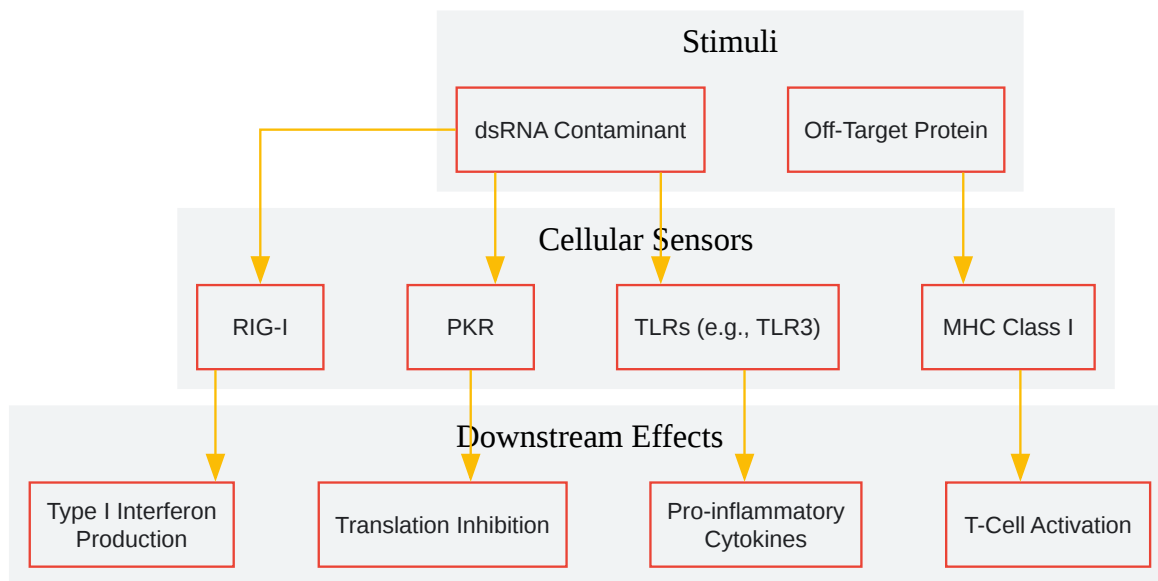 Stimuli
dsRNA Contaminant
Off-Target Protein
Cellular Sensors
RIG-I
PKR
TLRs (e.g., TLR3)
MHC Class I
Downstream Effects
Type I Interferon
Production
Translation Inhibition
Pro-inflammatory
Cytokines
T-Cell Activation